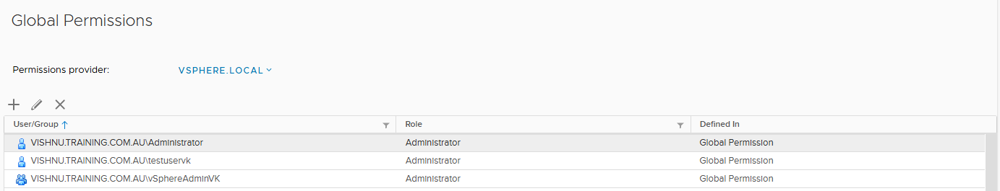 Global Permissions
Permissions provider: VSPHERE.LOCAL
User/Group Role Defined In
VISHNU.TRAINING.COM.AU\Administrator Administrator Global Permission
VISHNU.TRAINING.COM.AU\testuservk Administrator Global Permission
VISHNU.TRAINING.COM.AU\vSphereAdminVK Administrator Global Permission